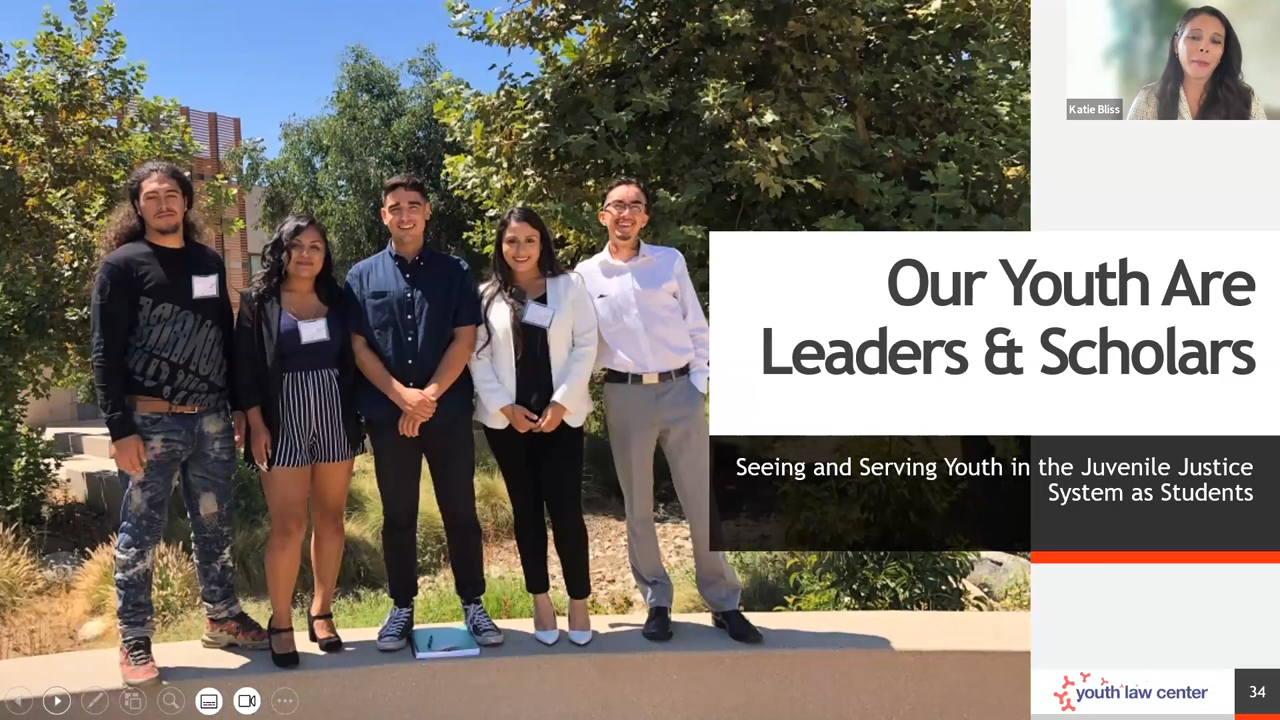 Katie Bliss
Our Youth Are
Leaders & Scholars
Seeing and Serving Youth in the Juvenile Justice
System as Students
youth law center
34